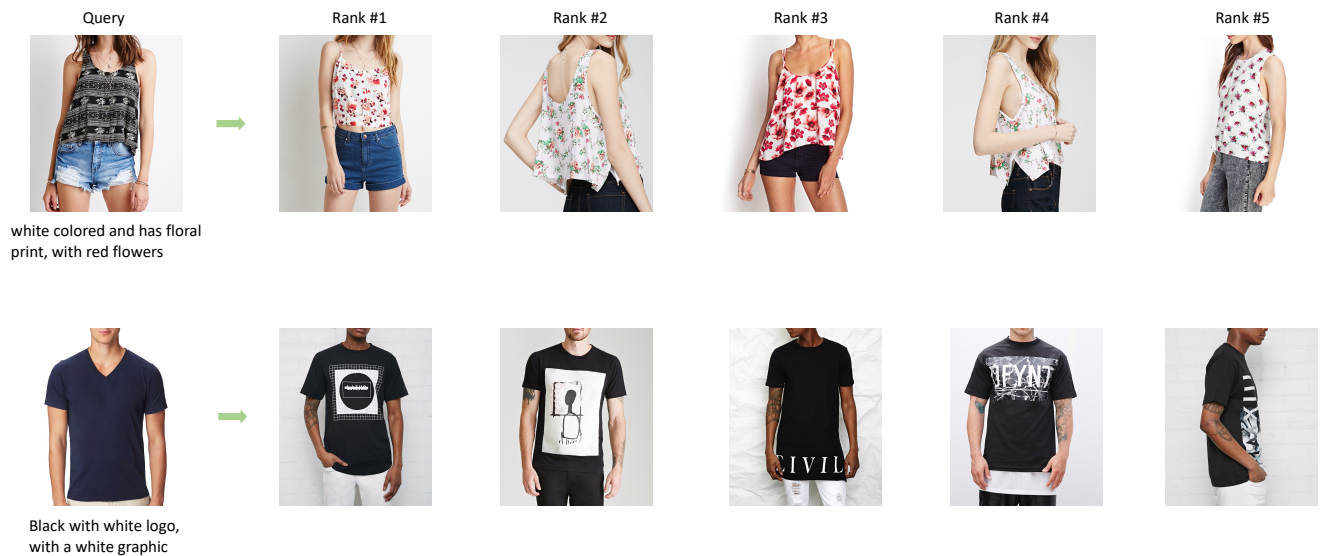 Query
Rank #1
Rank #2
Rank #3
Rank #4
Rank #5
white colored and has floral
print, with red flowers
CIVIL
Black with white logo,
with a white graphic